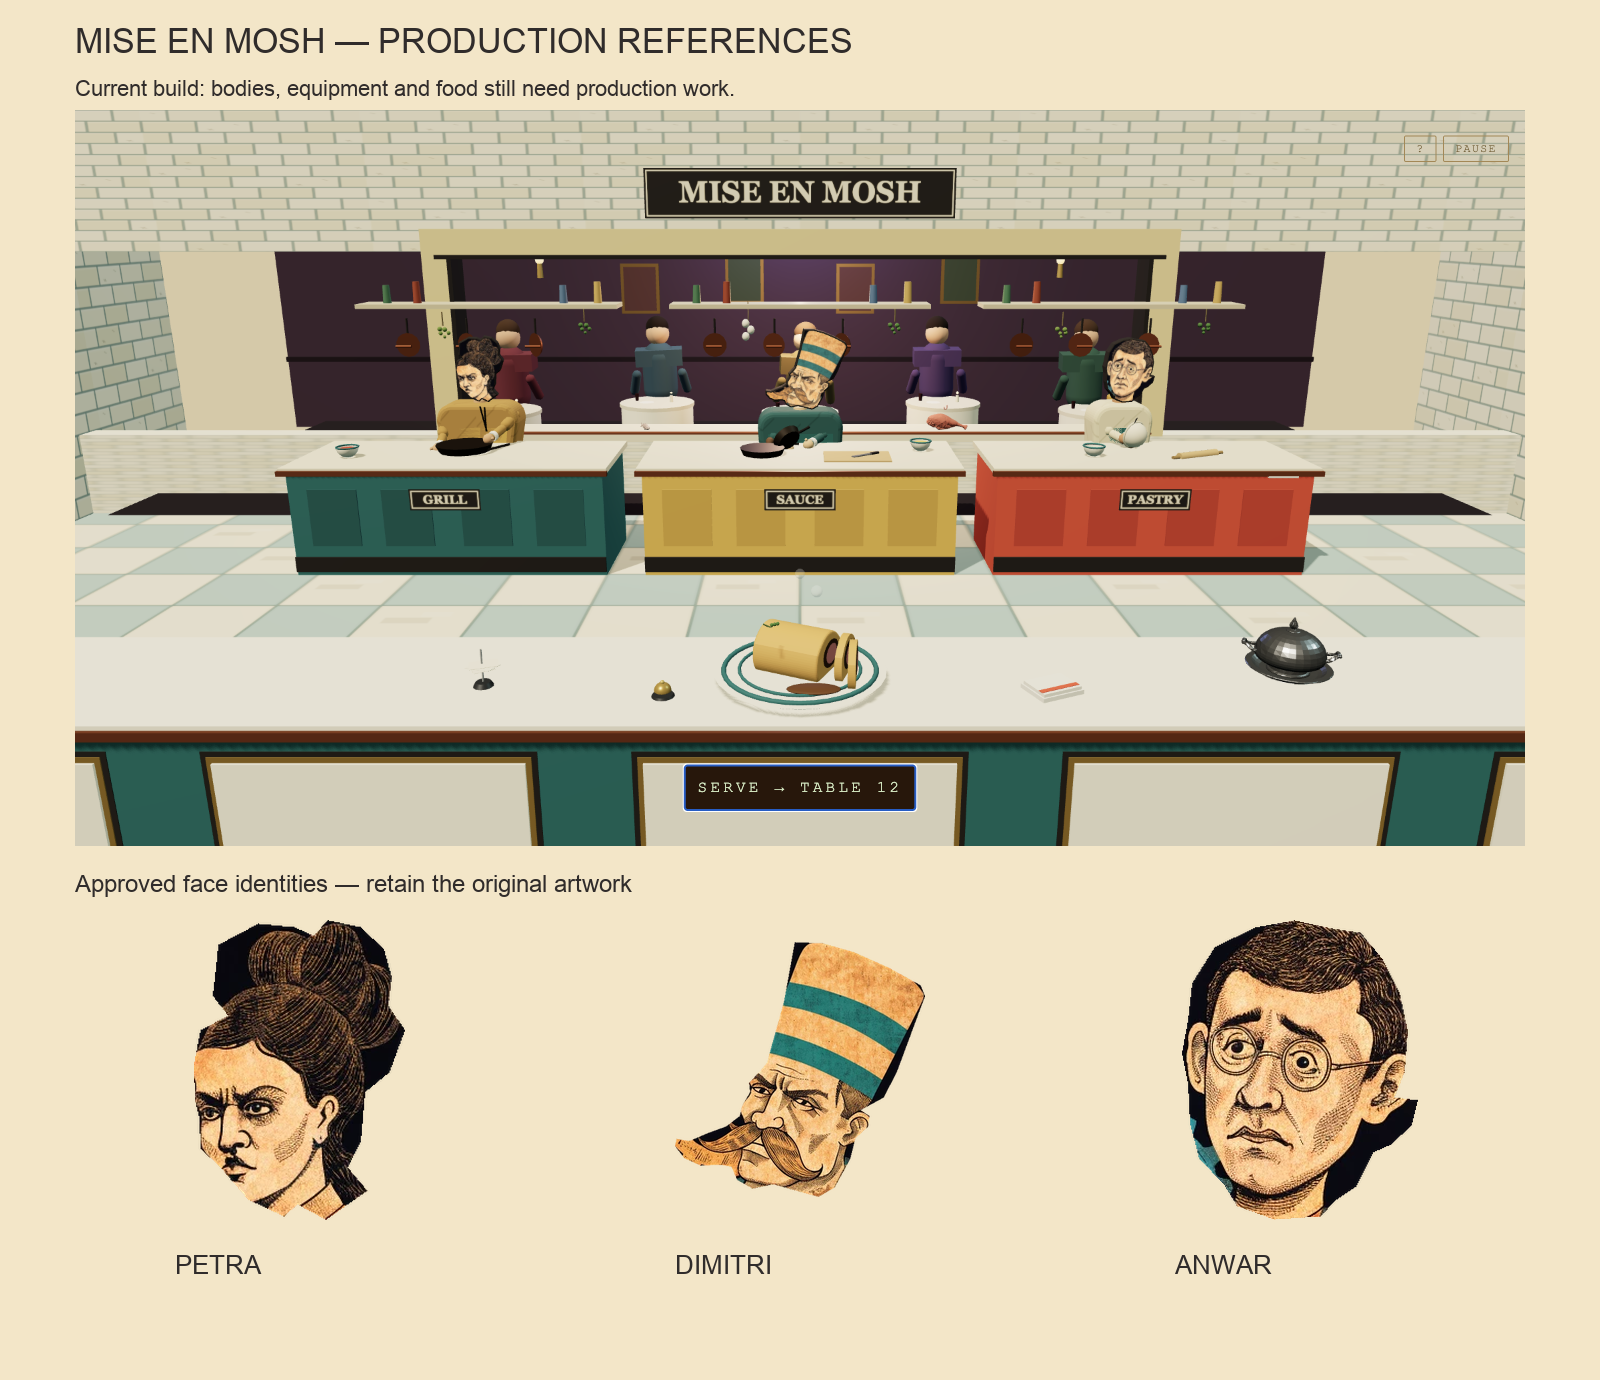 MISE EN MOSH — PRODUCTION REFERENCES
Current build: bodies, equipment and food still need production work.
? PAUSE
MISE EN MOSH
GRILL SAUCE PASTRY
SERVE → TABLE 12
Approved face identities — retain the original artwork
PETRA DIMITRI ANWAR